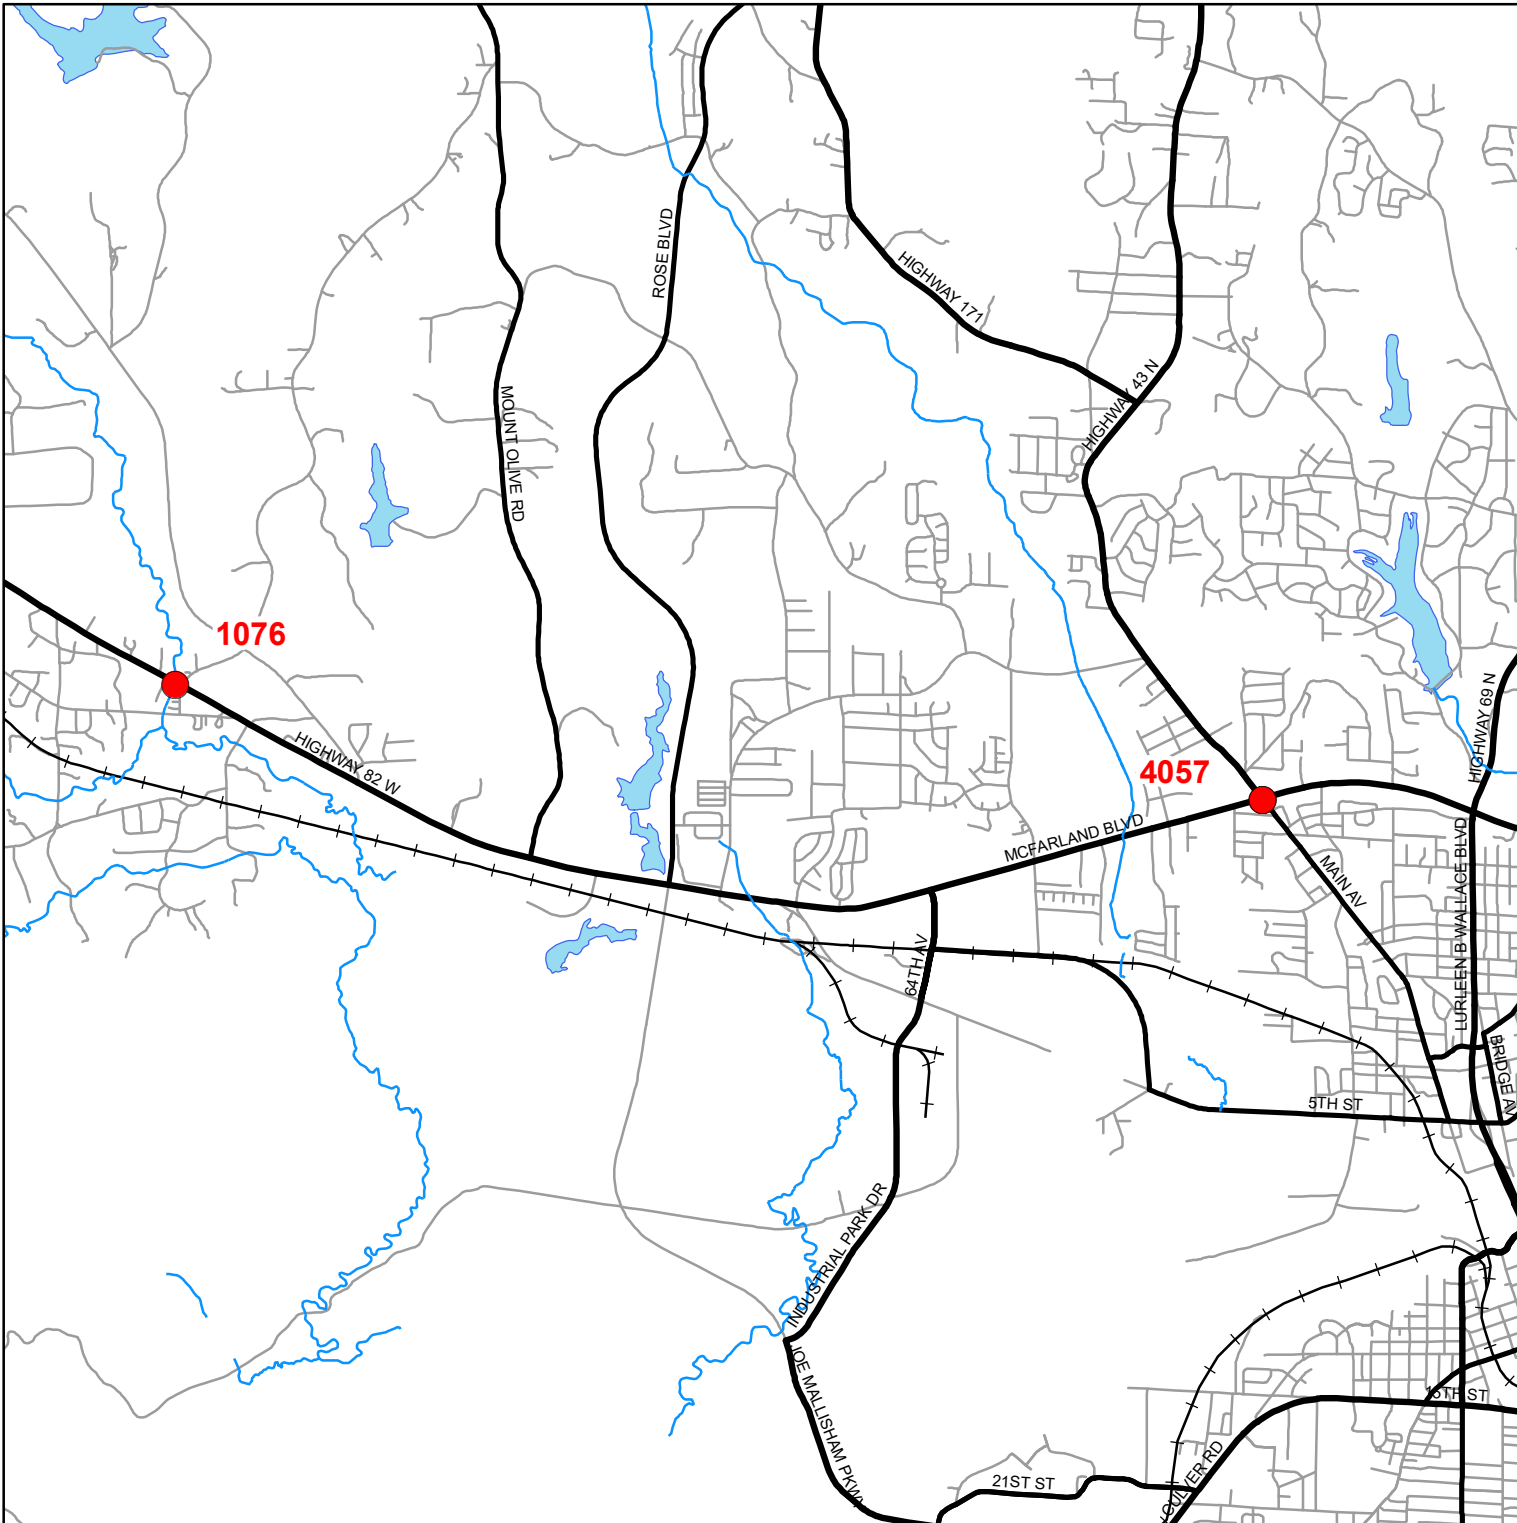 ROSE BLVD
HIGHWAY 171
HIGHWAY 43 N
MOUNT OLIVE RD
1076
HIGHWAY 69 N
HIGHWAY 82 W
4057
MCFARLAND BLVD
MAIN AV
LURLEEN B WALLACE BLVD
64TH AV
BRIDGE AV
5TH ST
INDUSTRIAL PARK DR
JOE MALLISHAM PKWY
15TH ST
21ST ST
CULVER RD